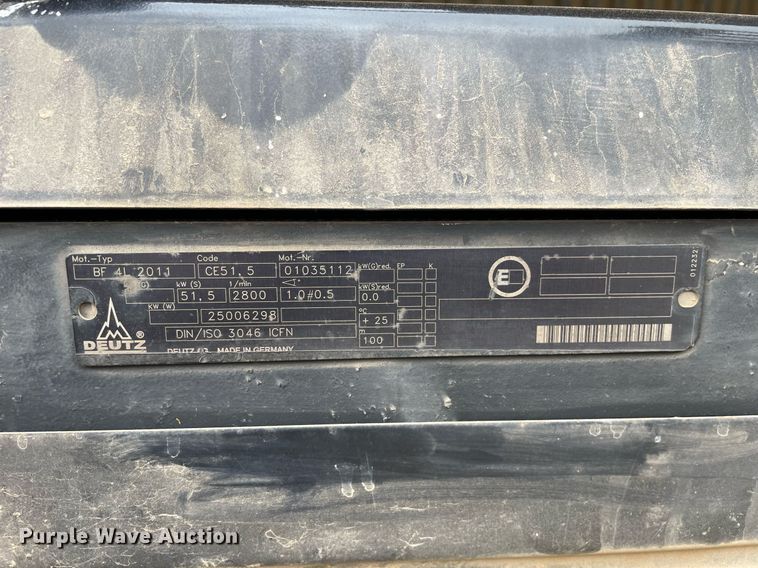 Mot.-Typ Code Mot.-Nr.
BF 4L 2011 CE51,5 01035112 kW(G)red. EP K
kW (S) 1/min
51,5 2800 1.0#0.5 kW(S)red. 0.0
kW (W) °C
25006298 + 25
DIN/ISO 3046 ICFN m 100
DEUTZ ®
DEUTZ MADE IN GERMANY
E
0122327
Purple Wave Auction®